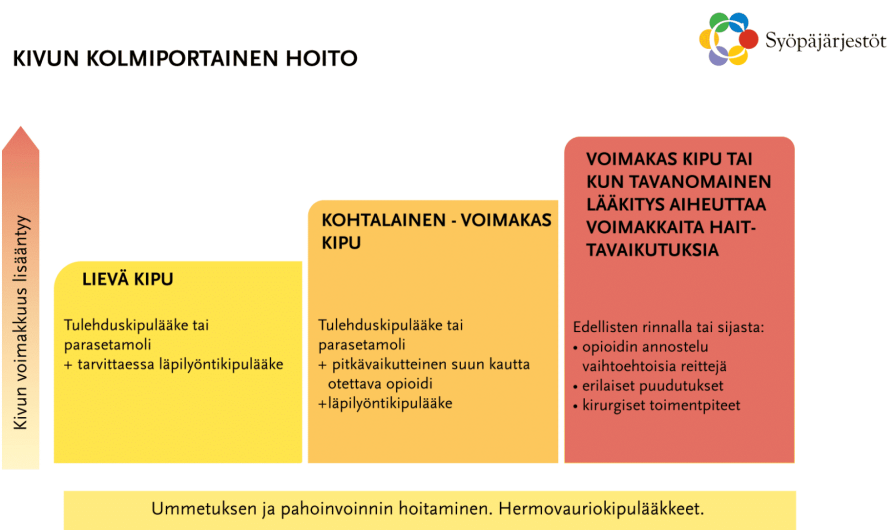 Syöpäjärjestöt
KIVUN KOLMIPORTAINEN HOITO
Kivun voimakkuus lisääntyy
LIEVÄ KIPU
Tulehduskipulääke tai
parasetamoli
+ tarvittaessa läpilyöntikipulääke
KOHTALAINEN - VOIMAKAS
KIPU
Tulehduskipulääke tai
parasetamoli
+ pitkävaikutteinen suun kautta
otettava opioidi
+läpilyöntikipulääke
VOIMAKAS KIPU TAI
KUN TAVANOMAINEN
LÄÄKITYS AIHEUTTAA
VOIMAKKAITA HAIT-
TAVAIKUTUKSIA
Edellisten rinnalla tai sijasta:
• opioidin annostelu
vaihtoehtoisia reittejä
• erilaiset puudutukset
• kirurgiset toimentpiteet
Ummetuksen ja pahoinvoinnin hoitaminen. Hermovauriokipulääkkeet.